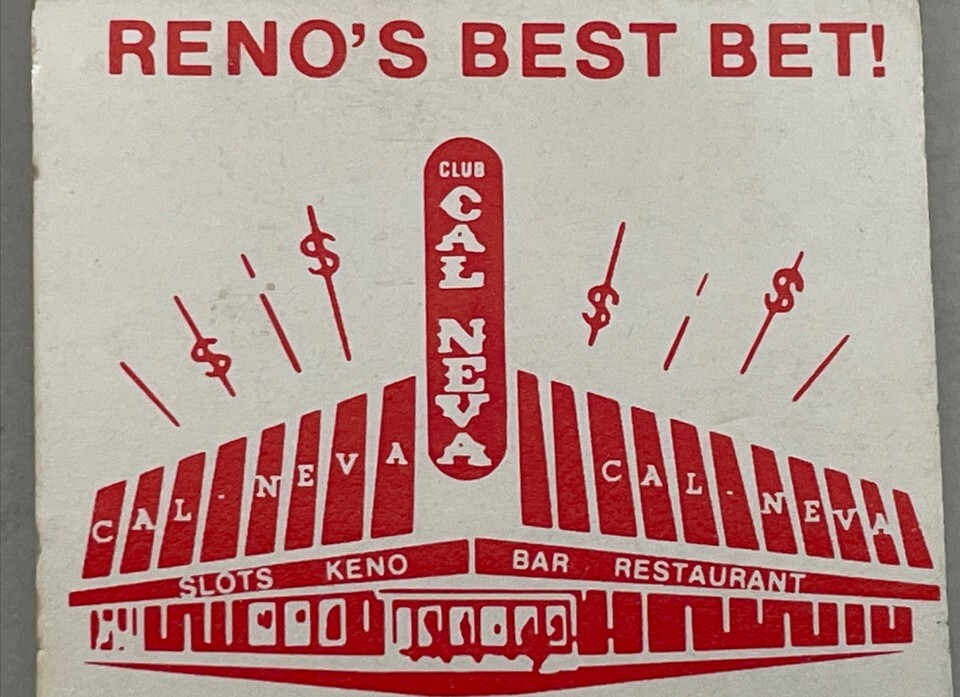 RENO'S BEST BET!
CLUB
CAL
NEVA
$ $ $ $
CAL-NEVA CAL-NEVA
SLOTS KENO BAR RESTAURANT